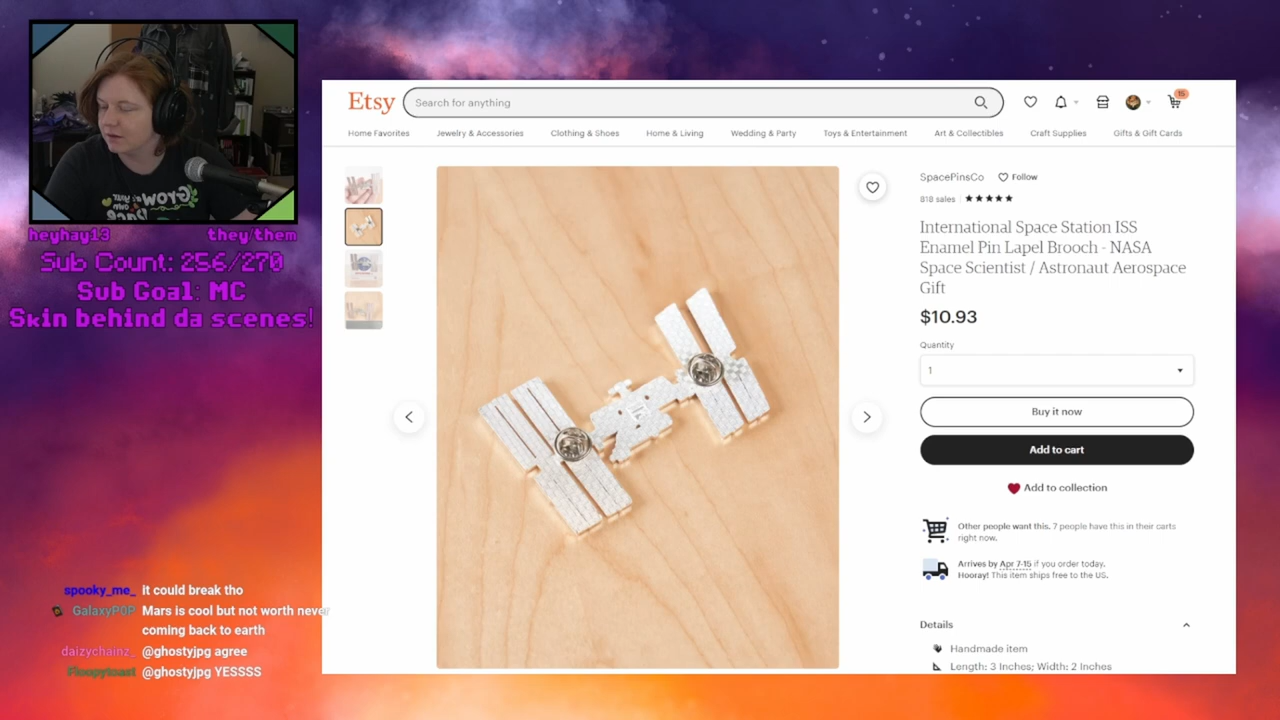 heyhay13 they/them
Sub Count: 256/270
Sub Goal: MC
Skin behind da scenes!
Etsy
Search for anything
15
Home Favorites
Jewelry & Accessories
Clothing & Shoes
Home & Living
Wedding & Party
Toys & Entertainment
Art & Collectibles
Craft Supplies
Gifts & Gift Cards
SpacePinsCo
Follow
818 sales
International Space Station ISS
Enamel Pin Lapel Brooch - NASA
Space Scientist / Astronaut Aerospace
Gift
$10.93
Quantity
1
Buy it now
Add to cart
Add to collection
Other people want this. 7 people have this in their carts
right now.
Arrives by Apr 7-15 if you order today.
Hooray! This item ships free to the US.
Details
Handmade item
Length: 3 Inches; Width: 2 Inches
spooky_me_ it could break tho
GalaxyP0P Mars is cool but not worth never
coming back to earth
daizychainz_ @ghostyjpg agree
Floopytoast @ghostyjpg YESSSS